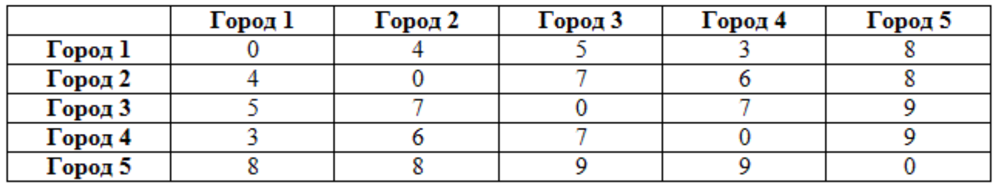 Город 1 Город 2 Город 3 Город 4 Город 5
Город 1 0 4 5 3 8
Город 2 4 0 7 6 8
Город 3 5 7 0 7 9
Город 4 3 6 7 0 9
Город 5 8 8 9 9 0